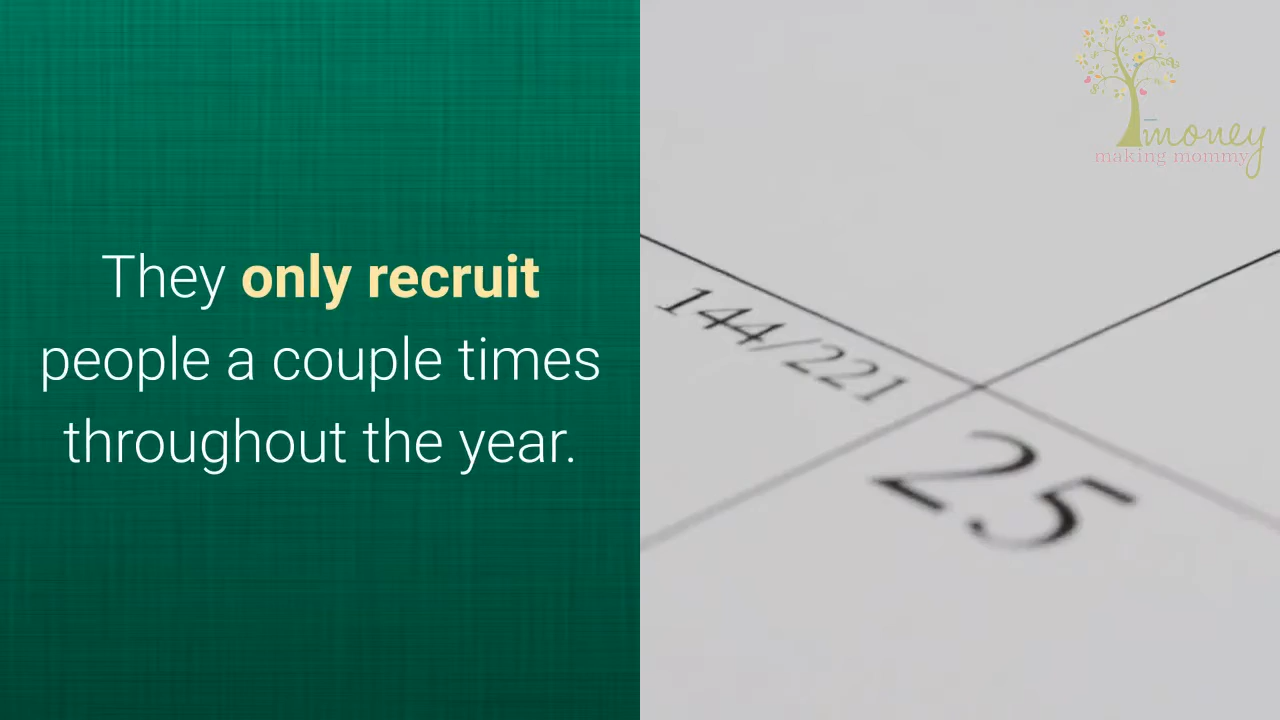 They only recruit
people a couple times
throughout the year.
money
making mommy
144/221
25